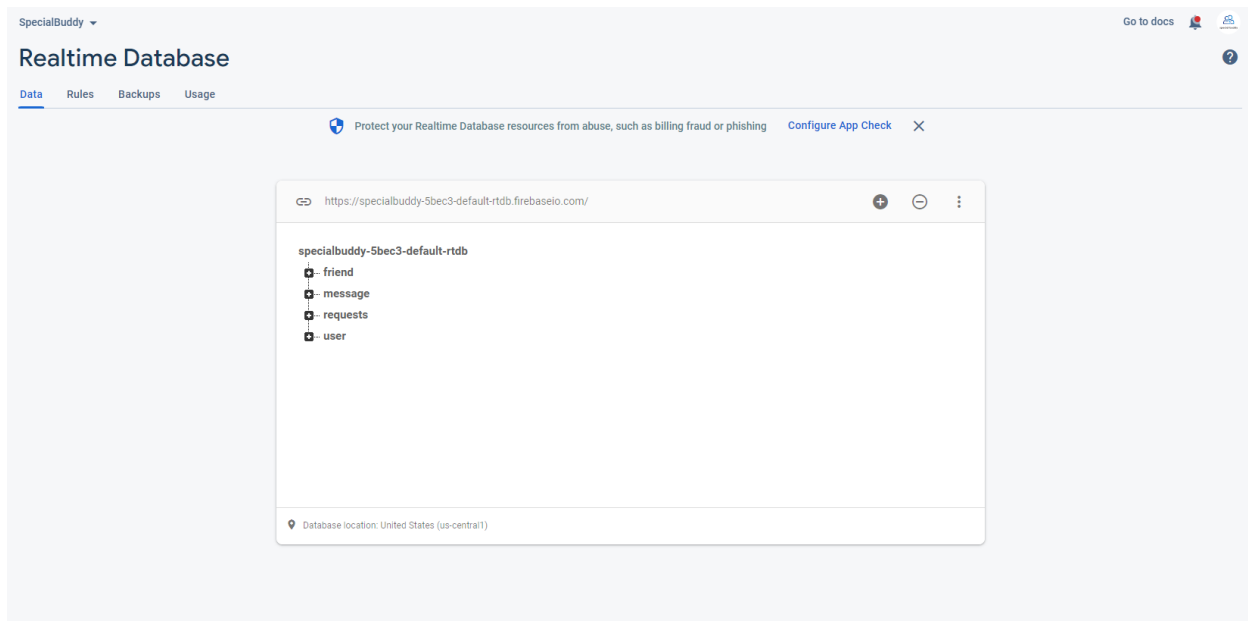 SpecialBuddy
Go to docs
Realtime Database
Data Rules Backups Usage
Protect your Realtime Database resources from abuse, such as billing fraud or phishing Configure App Check
https://specialbuddy-5bec3-default-rtdb.firebaseio.com/
specialbuddy-5bec3-default-rtdb
friend
message
requests
user
Database location: United States (us-central1)